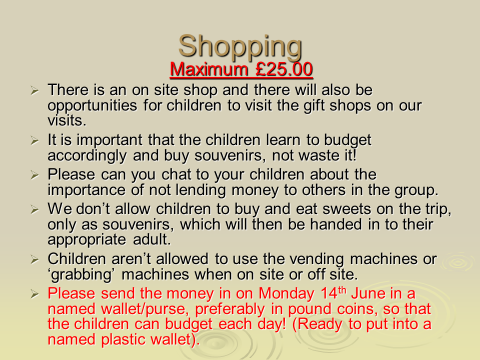 Shopping
Maximum £25.00
➢ There is an on site shop and there will also be
opportunities for children to visit the gift shops on our
visits.
➢ It is important that the children learn to budget
accordingly and buy souvenirs, not waste it!
➢ Please can you chat to your children about the
importance of not lending money to others in the group.
➢ We don’t allow children to buy and eat sweets on the trip,
only as souvenirs, which will then be handed in to their
appropriate adult.
➢ Children aren’t allowed to use the vending machines or
‘grabbing’ machines when on site or off site.
➢ Please send the money in on Monday 14th June in a
named wallet/purse, preferably in pound coins, so that
the children can budget each day! (Ready to put into a
named plastic wallet).